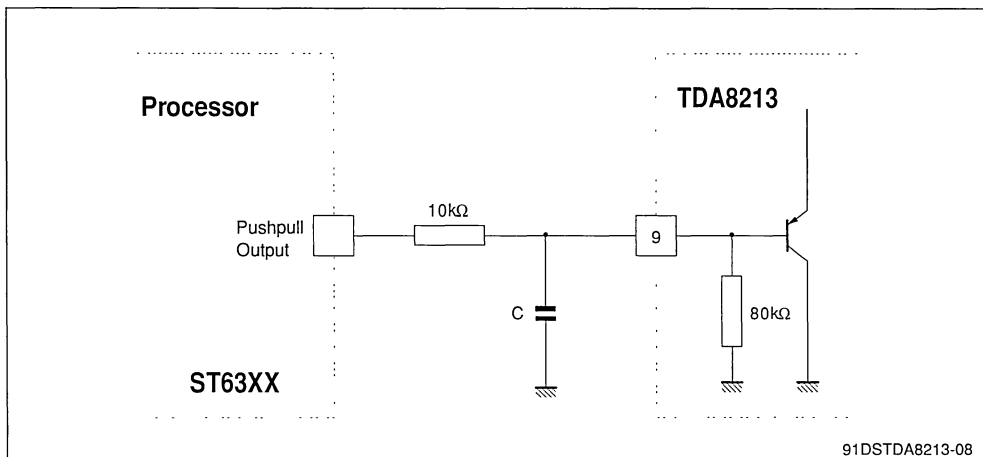 Processor
TDA8213
Pushpull
Output
10kΩ
9
C
80kΩ
ST63XX
91DSTDA8213-08